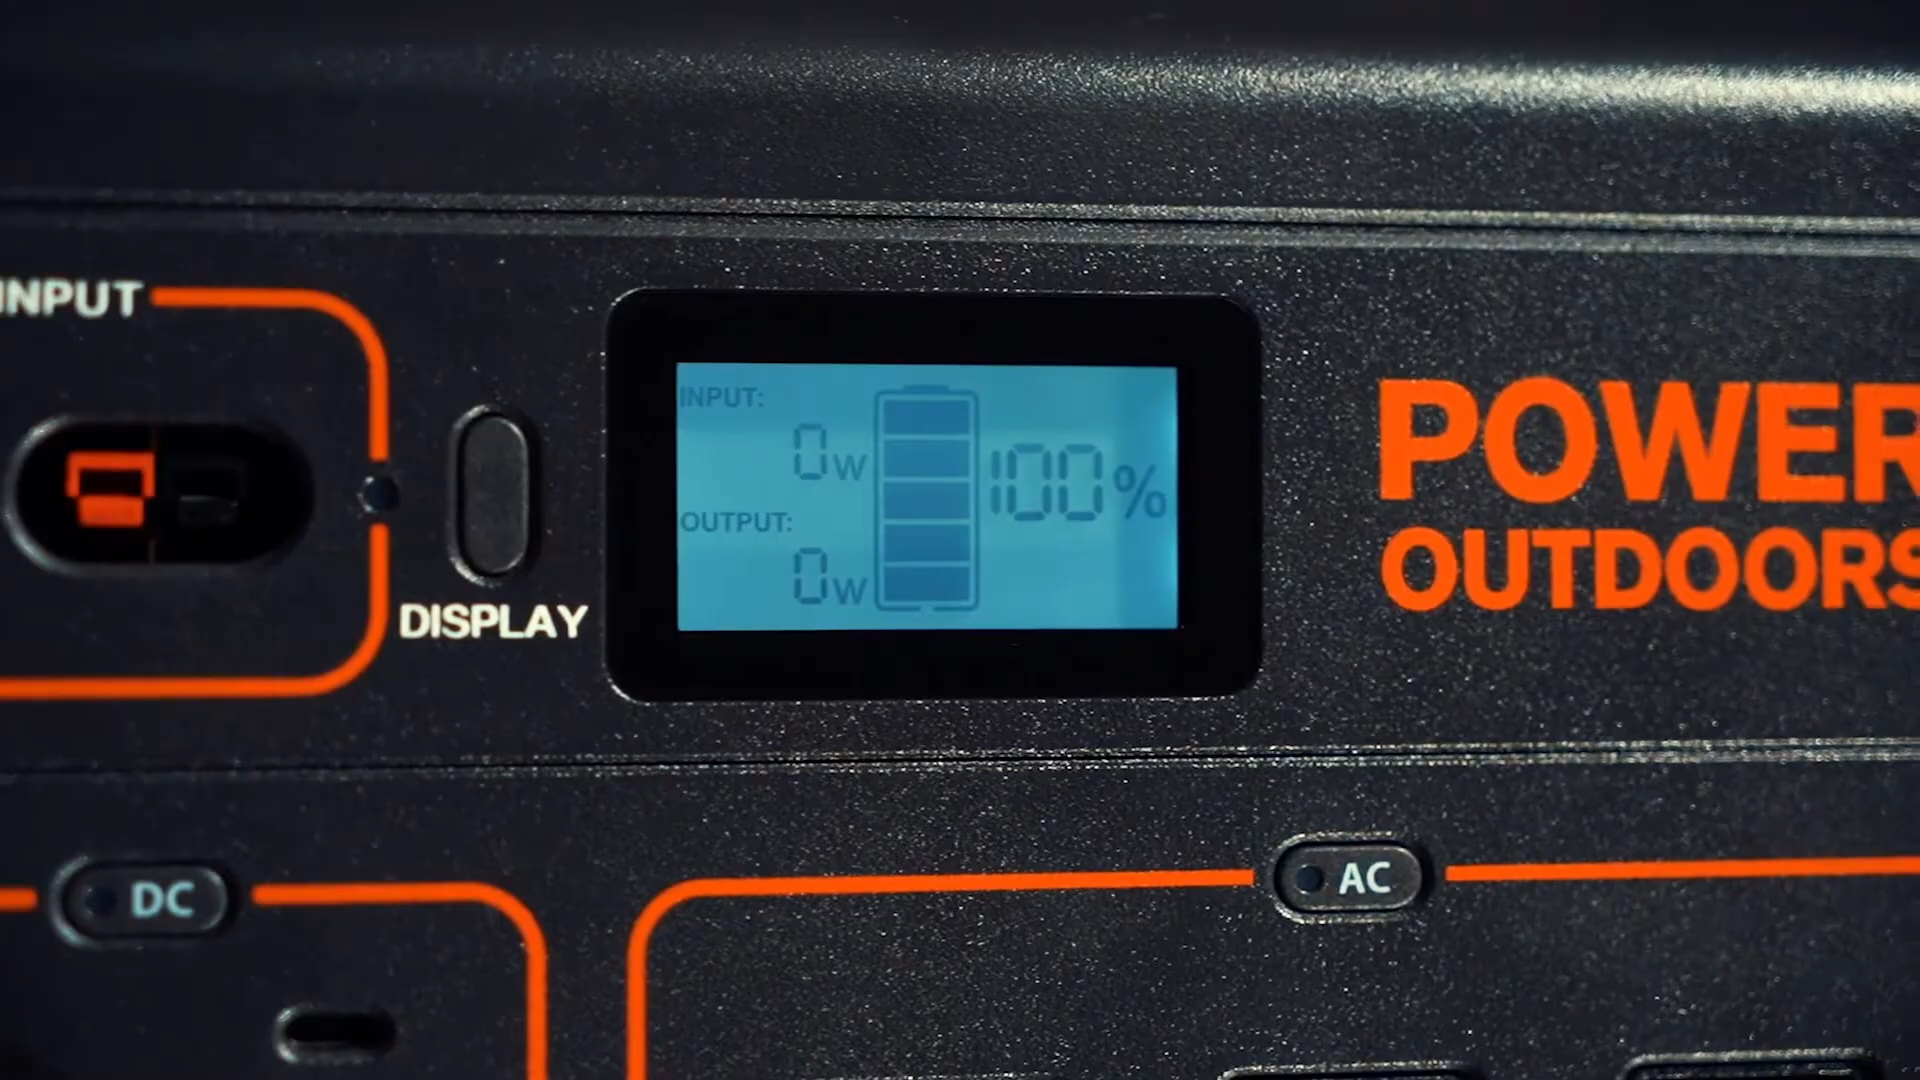 INPUT
DISPLAY
INPUT:
0W
OUTPUT:
0W
100%
POWER
OUTDOORS
DC
AC